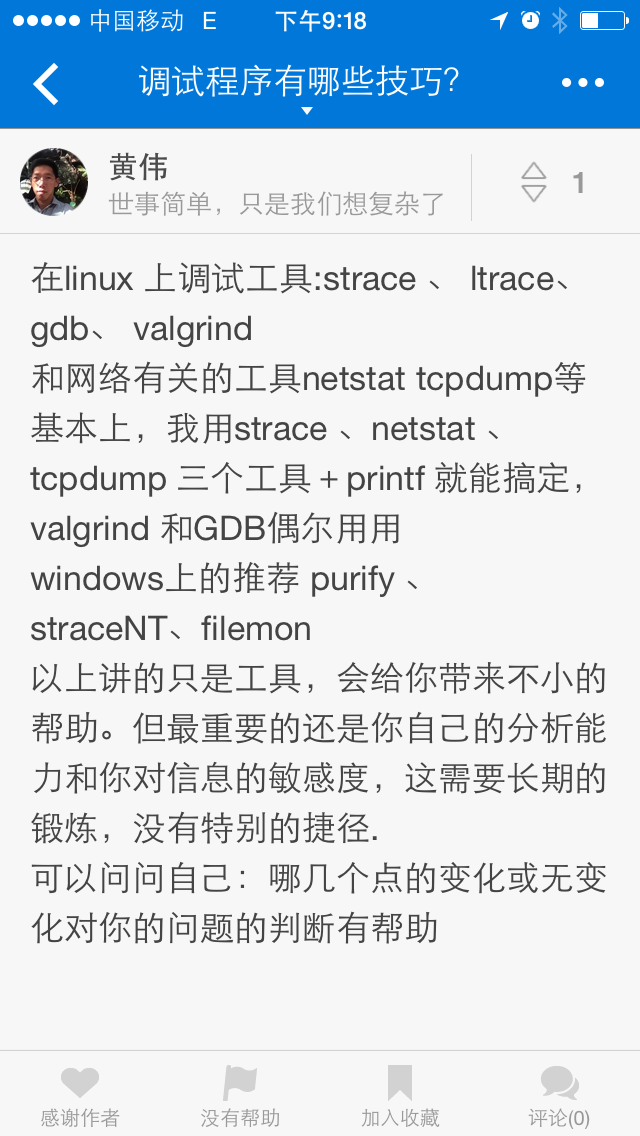 中国移动 E 下午9:18
调试程序有哪些技巧？
黄伟
世事简单，只是我们想复杂了
1
在linux 上调试工具:strace 、 ltrace、
gdb、 valgrind
和网络有关的工具netstat tcpdump等
基本上，我用strace 、netstat 、
tcpdump 三个工具＋printf 就能搞定，
valgrind 和GDB偶尔用用
windows上的推荐 purify 、
straceNT、filemon
以上讲的只是工具，会给你带来不小的
帮助。但最重要的还是你自己的分析能
力和你对信息的敏感度，这需要长期的
锻炼，没有特别的捷径.
可以问问自己：哪几个点的变化或无变
化对你的问题的判断有帮助
感谢作者 没有帮助 加入收藏 评论(0)